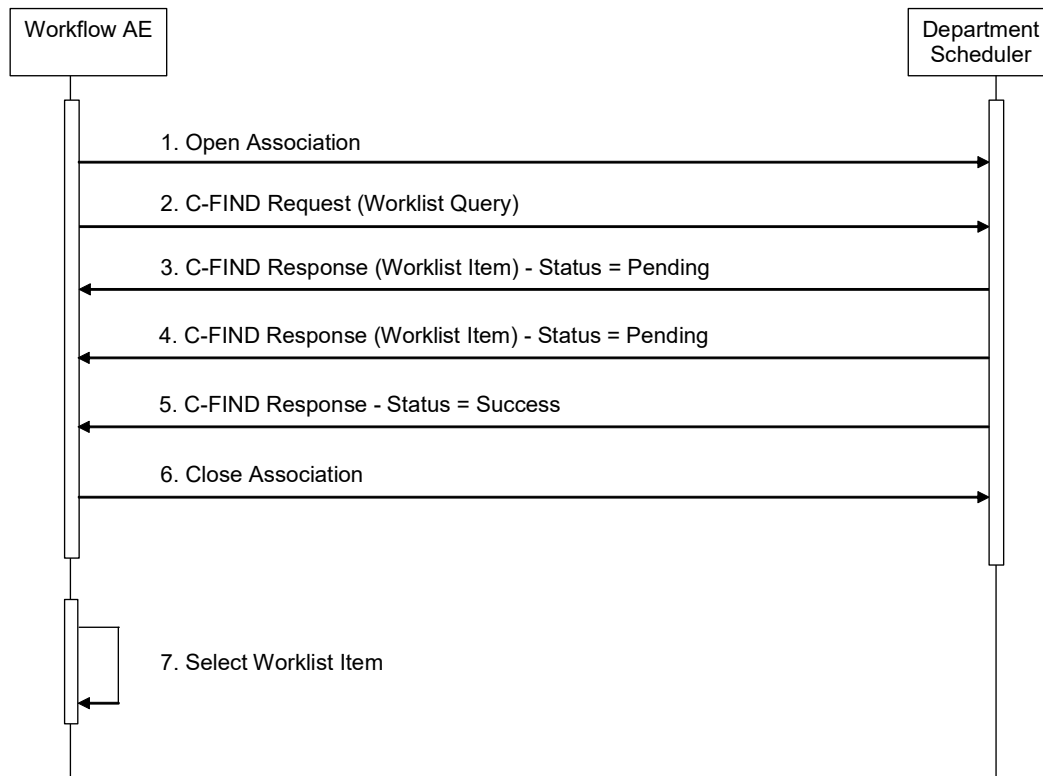 Workflow AE
Department
Scheduler
1. Open Association
2. C-FIND Request (Worklist Query)
3. C-FIND Response (Worklist Item) - Status = Pending
4. C-FIND Response (Worklist Item) - Status = Pending
5. C-FIND Response - Status = Success
6. Close Association
7. Select Worklist Item